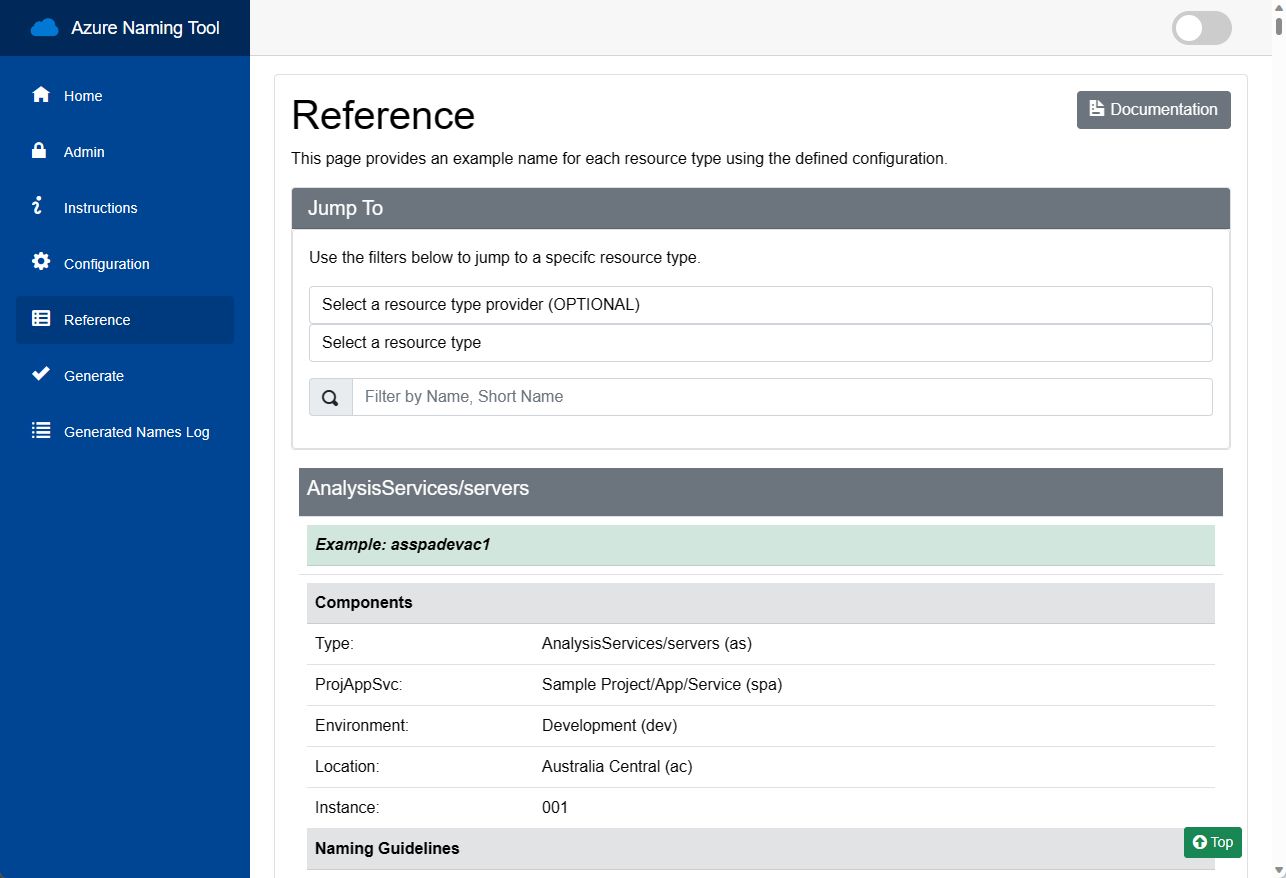 Azure Naming Tool
Home
Admin
Instructions
Configuration
Reference
Generate
Generated Names Log
Reference
Documentation
This page provides an example name for each resource type using the defined configuration.
Jump To
Use the filters below to jump to a specifc resource type.
Select a resource type provider (OPTIONAL)
Select a resource type
Filter by Name, Short Name
AnalysisServices/servers
Example: asspadevac1
Components
Type: AnalysisServices/servers (as)
ProjAppSvc: Sample Project/App/Service (spa)
Environment: Development (dev)
Location: Australia Central (ac)
Instance: 001
Naming Guidelines
Top